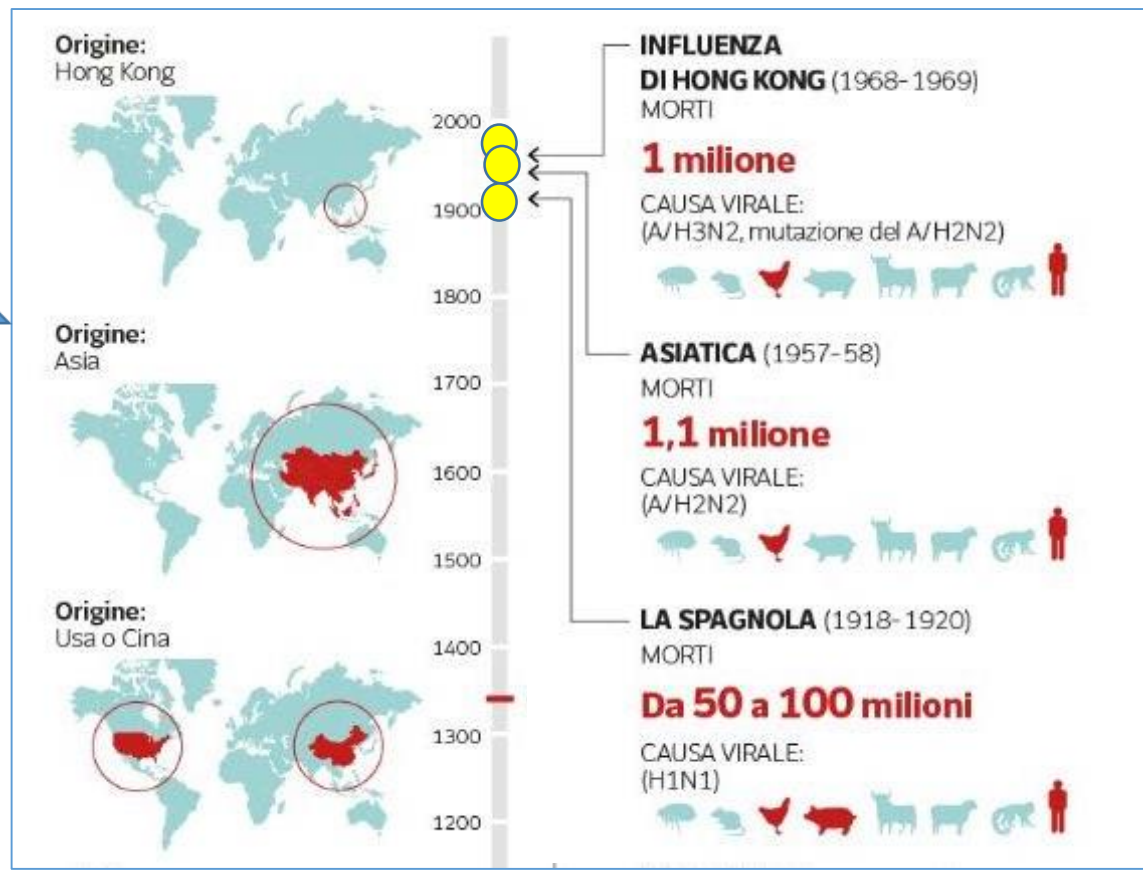 Origine:
Hong Kong
Origine:
Asia
Origine:
Usa o Cina
2000
1900
1800
1700
1600
1500
1400
1300
1200
INFLUENZA
DI HONG KONG (1968-1969)
MORTI
1 milione
CAUSA VIRALE:
(A/H3N2, mutazione del A/H2N2)
ASIATICA (1957-58)
MORTI
1,1 milione
CAUSA VIRALE:
(A/H2N2)
LA SPAGNOLA (1918-1920)
MORTI
Da 50 a 100 milioni
CAUSA VIRALE:
(H1N1)